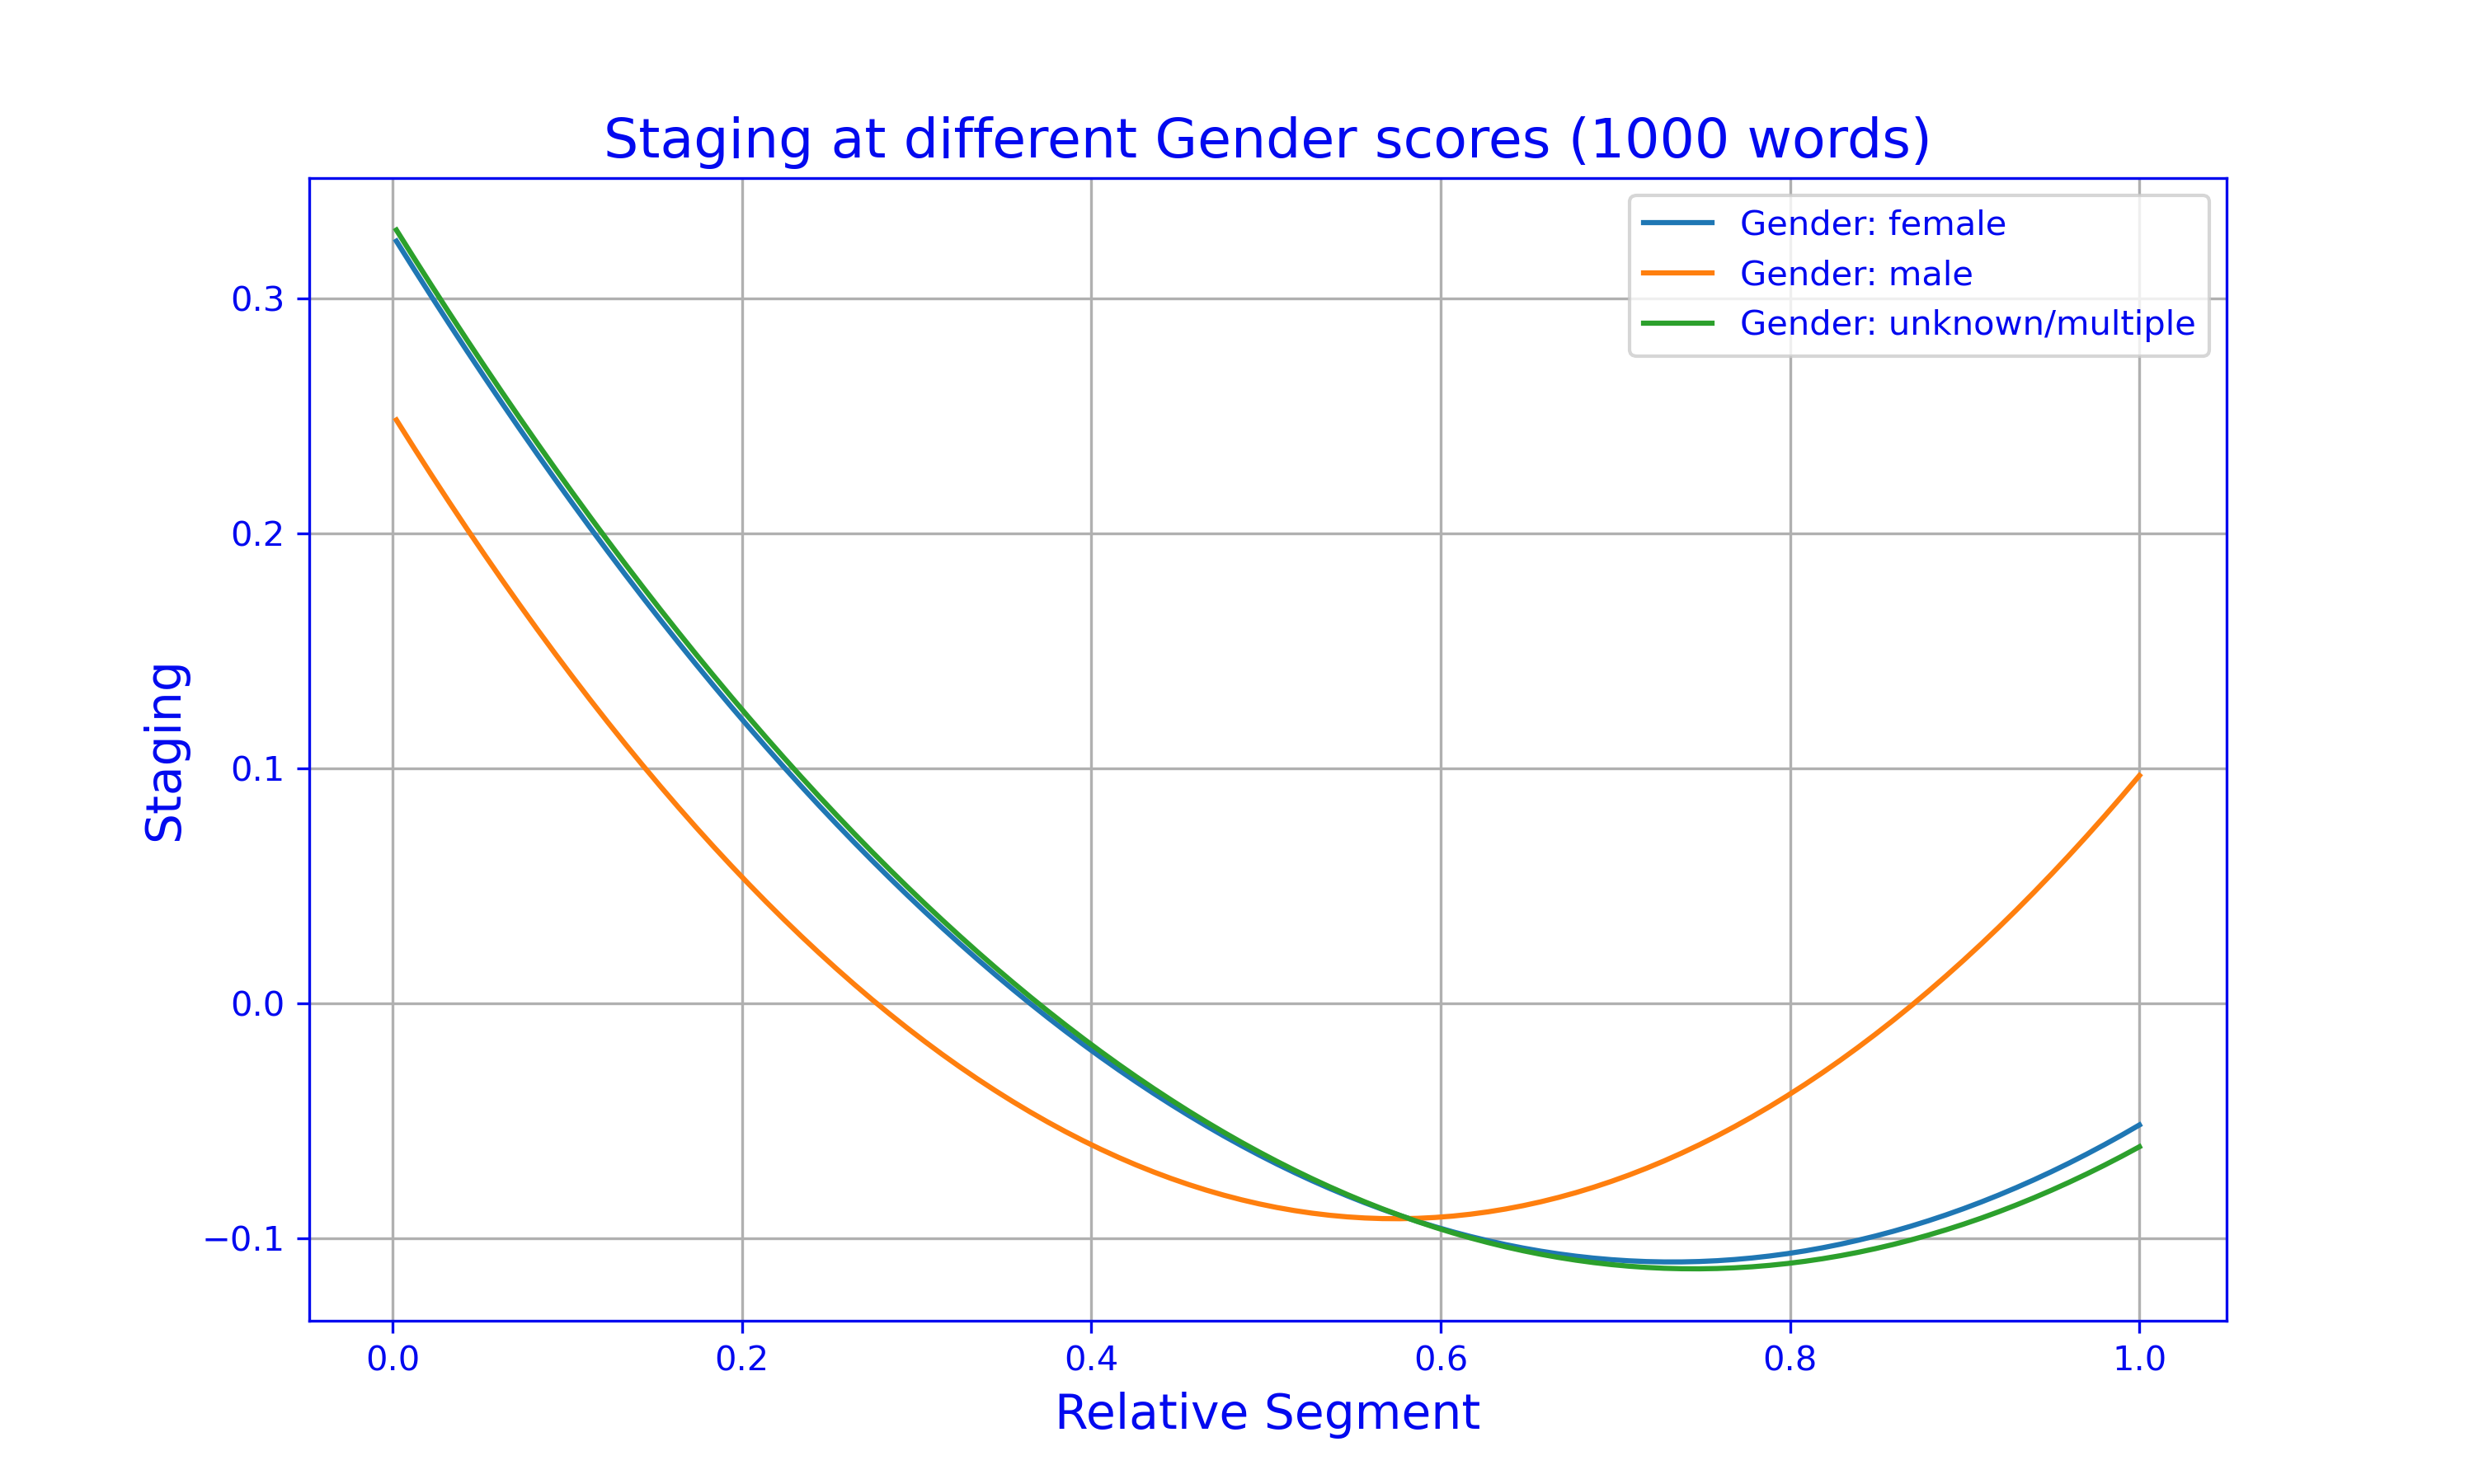 Staging at different Gender scores (1000 words)
Gender: female
Gender: male
Gender: unknown/multiple
0.3
0.2
0.1
0.0
−0.1
Staging
0.0 0.2 0.4 0.6 0.8 1.0
Relative Segment